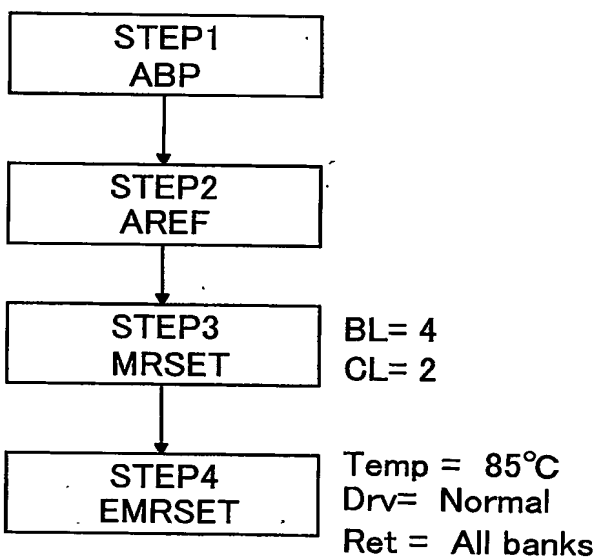 STEP1
ABP
STEP2
AREF
STEP3
MRSET
BL= 4
CL= 2
STEP4
EMRSET
Temp = 85°C
Drv= Normal
Ret = All banks